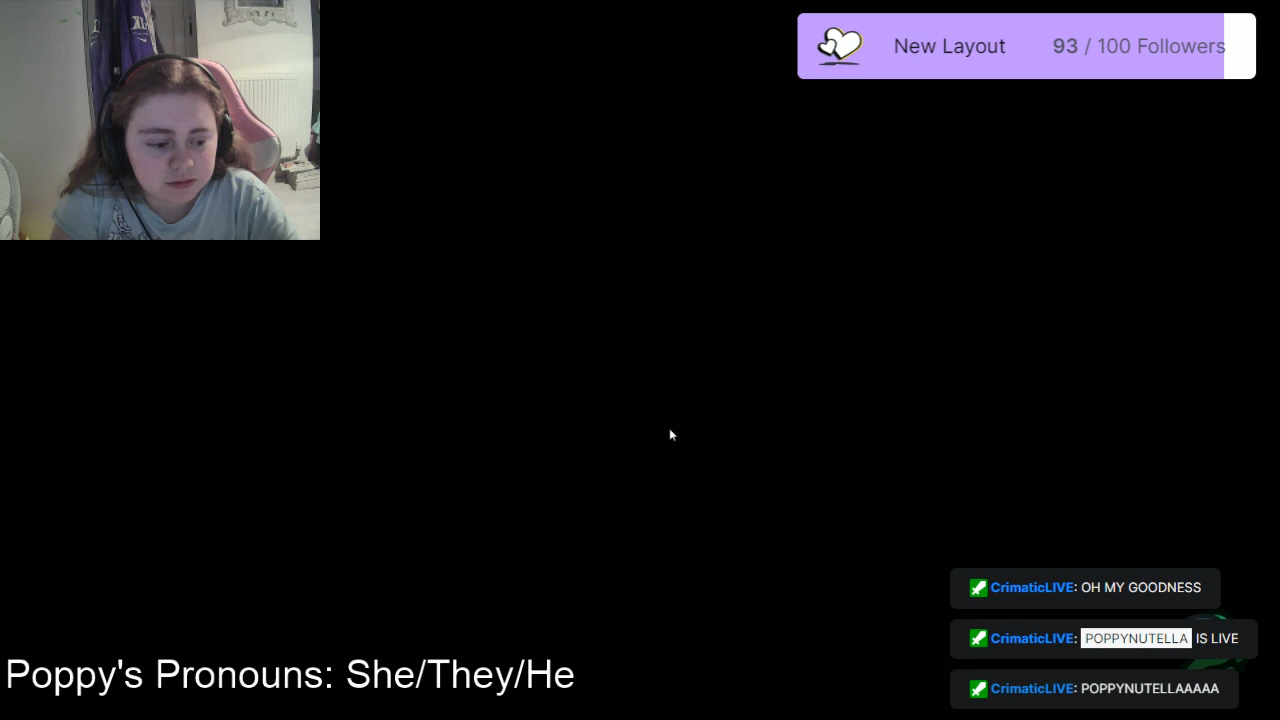 New Layout 93 / 100 Followers
CrimaticLIVE: OH MY GOODNESS
CrimaticLIVE: POPPYNUTELLA IS LIVE
CrimaticLIVE: POPPYNUTELLAAAAA
Poppy's Pronouns: She/They/He